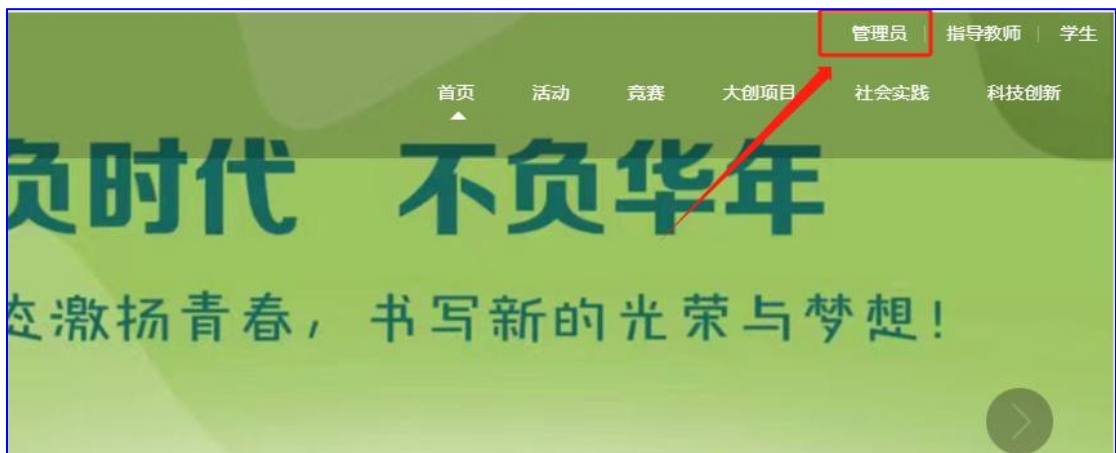 管理员 | 指导教师 | 学生
首页 活动 竞赛 大创项目 社会实践 科技创新
负时代 不负华年
态激扬青春，书写新的光荣与梦想！